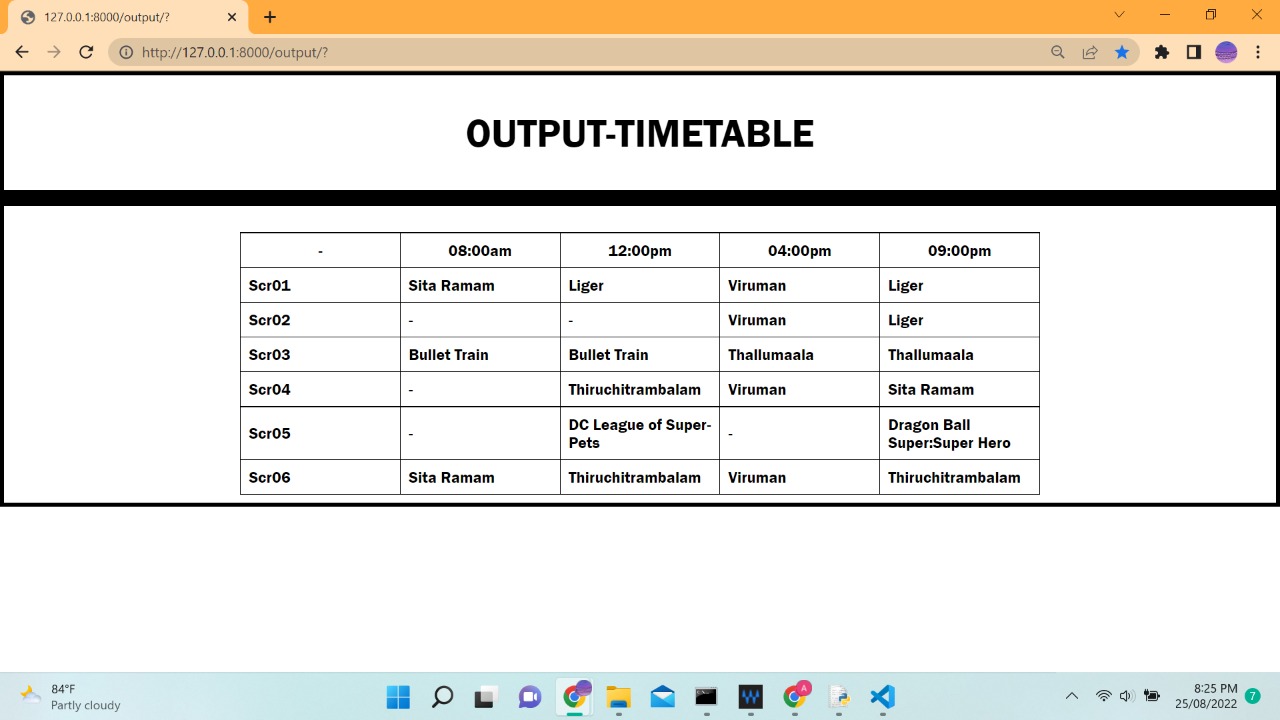 127.0.0.1:8000/output/?
http://127.0.0.1:8000/output/?
OUTPUT-TIMETABLE
- 08:00am 12:00pm 04:00pm 09:00pm
Scr01 Sita Ramam Liger Viruman Liger
Scr02 - - Viruman Liger
Scr03 Bullet Train Bullet Train Thallumaala Thallumaala
Scr04 - Thiruchitrambalam Viruman Sita Ramam
Scr05 - DC League of Super- - Dragon Ball
Pets Super:Super Hero
Scr06 Sita Ramam Thiruchitrambalam Viruman Thiruchitrambalam
84°F
Partly cloudy
A
8:25 PM
25/08/2022
7